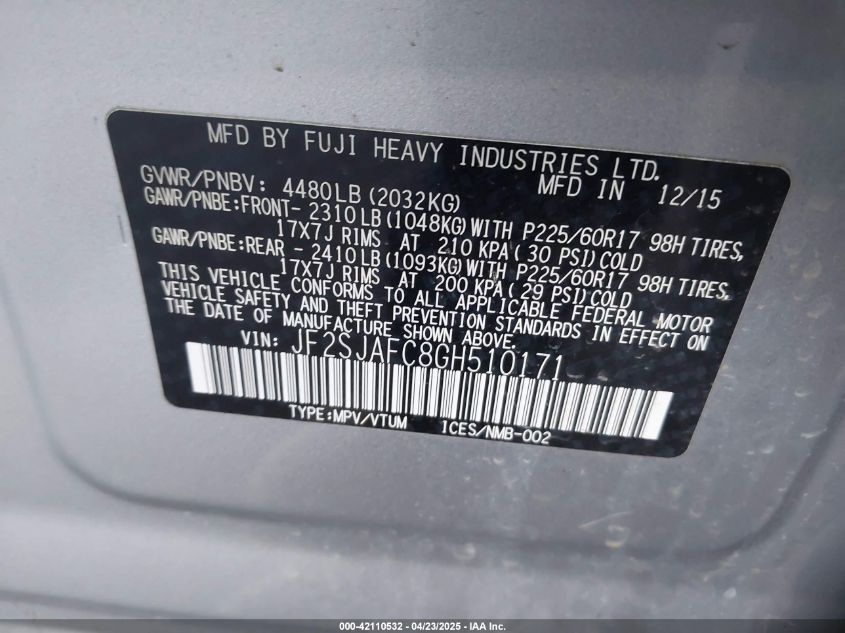 MFD BY FUJI HEAVY INDUSTRIES LTD.
MFD IN 12/15
GVWR/PNBV: 4480LB (2032KG)
GAWR/PNBE:FRONT- 2310LB(1048KG)WITH P225/60R17 98H TIRES,
17X7J RIMS AT 210 KPA( 30 PSI)COLD
GAWR/PNBE:REAR - 2410LB(1093KG)WITH P225/60R17 98H TIRES,
17X7J RIMS AT 200 KPA(29 PSI)COLD
THIS VEHICLE CONFORMS TO ALL APPLICABLE FEDERAL MOTOR
VEHICLE SAFETY AND THEFT PREVENTION STANDARDS IN EFFECT ON
THE DATE OF MANUFACTURE SHOWN ABOVE.
VIN: JF2SJAFC8GH510171
TYPE:MPV/VTUM ICES/NMB-002
000-42110532 - 04/23/2025 - IAA Inc.